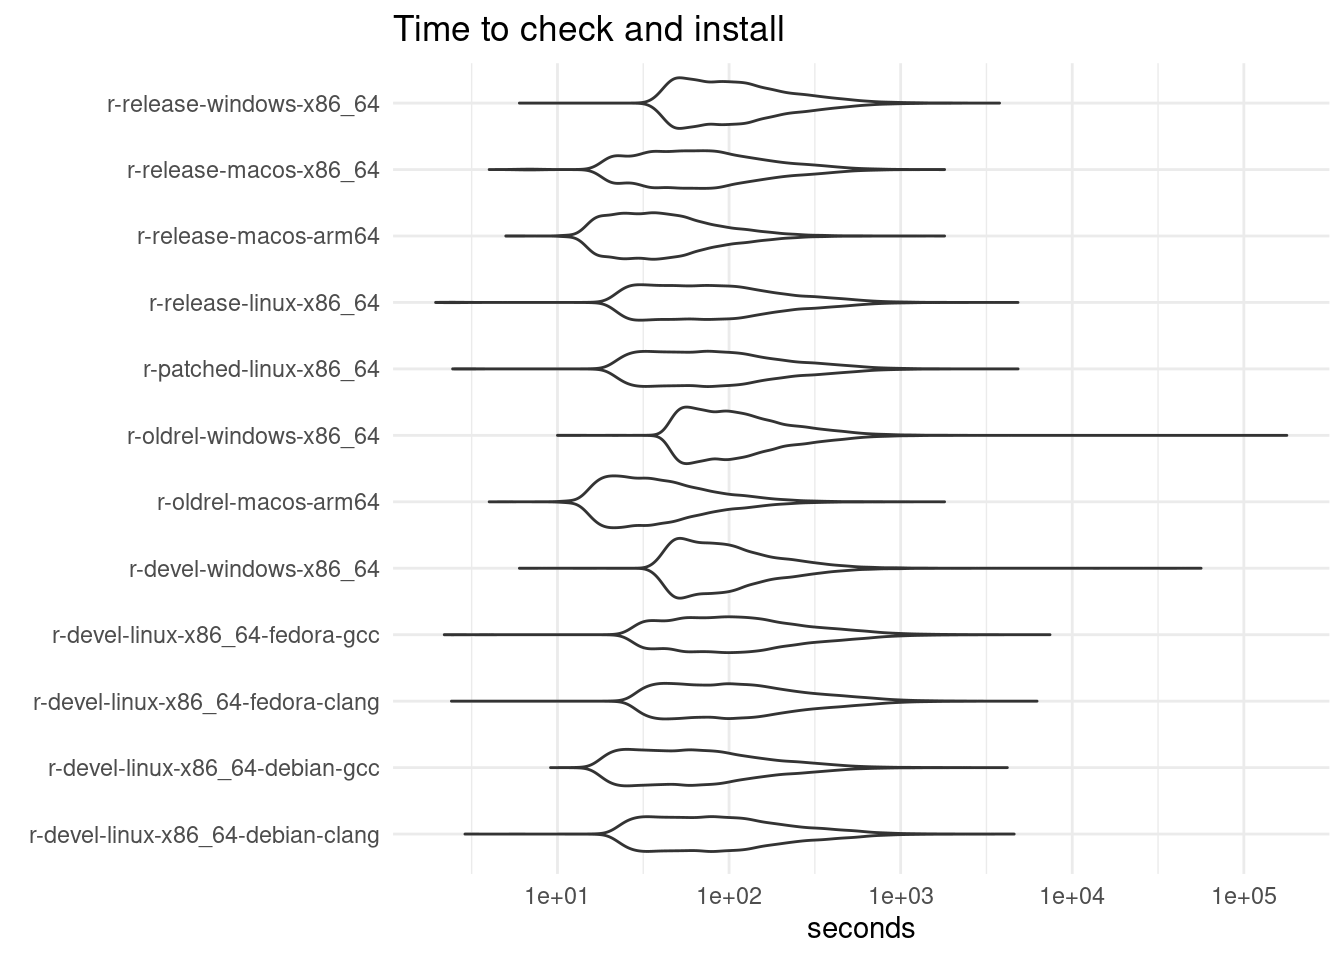 Time to check and install
r-release-windows-x86_64
r-release-macos-x86_64
r-release-macos-arm64
r-release-linux-x86_64
r-patched-linux-x86_64
r-oldrel-windows-x86_64
r-oldrel-macos-arm64
r-devel-windows-x86_64
r-devel-linux-x86_64-fedora-gcc
r-devel-linux-x86_64-fedora-clang
r-devel-linux-x86_64-debian-gcc
r-devel-linux-x86_64-debian-clang
1e+01 1e+02 1e+03 1e+04 1e+05
seconds